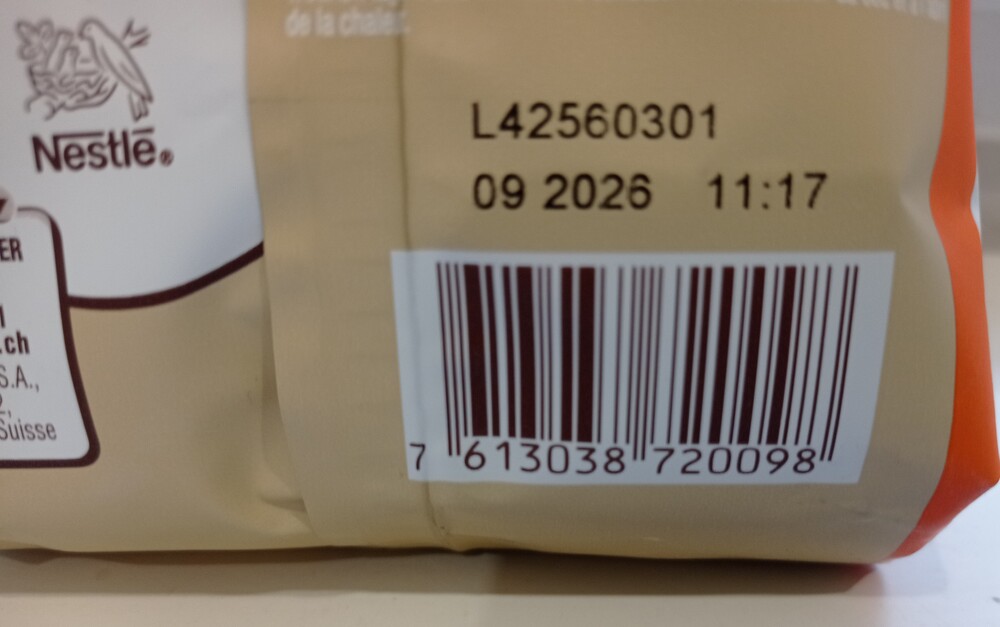 de la chaleur
L42560301
09 2026 11:17
Nestlé®
ER
.ch
S.A.,
Suisse
7 613038 720098